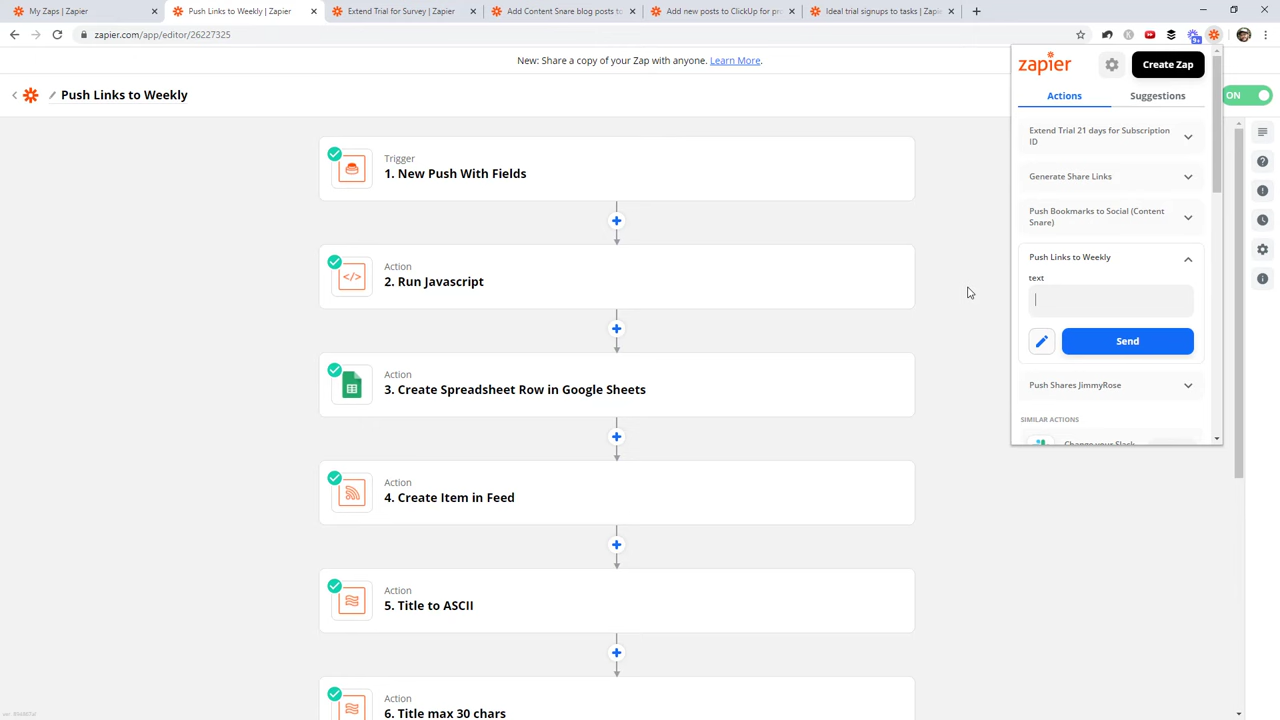 My Zaps | Zapier
Push Links to Weekly | Zapier
Extend Trial for Survey | Zapier
Add Content Snare blog posts to
Add new posts to ClickUp for pr
Ideal trial signups to tasks | Zapi
zapier.com/app/editor/26227325
9+
New: Share a copy of your Zap with anyone. Learn More.
Push Links to Weekly
ON
zapier
Create Zap
Actions
Suggestions
Extend Trial 21 days for Subscription
ID
Generate Share Links
Push Bookmarks to Social (Content
Snare)
Push Links to Weekly
text
Send
Push Shares JimmyRose
SIMILAR ACTIONS
Change your Slack
Trigger
1. New Push With Fields
Action
2. Run Javascript
Action
3. Create Spreadsheet Row in Google Sheets
Action
4. Create Item in Feed
Action
5. Title to ASCII
Action
6. Title max 30 chars